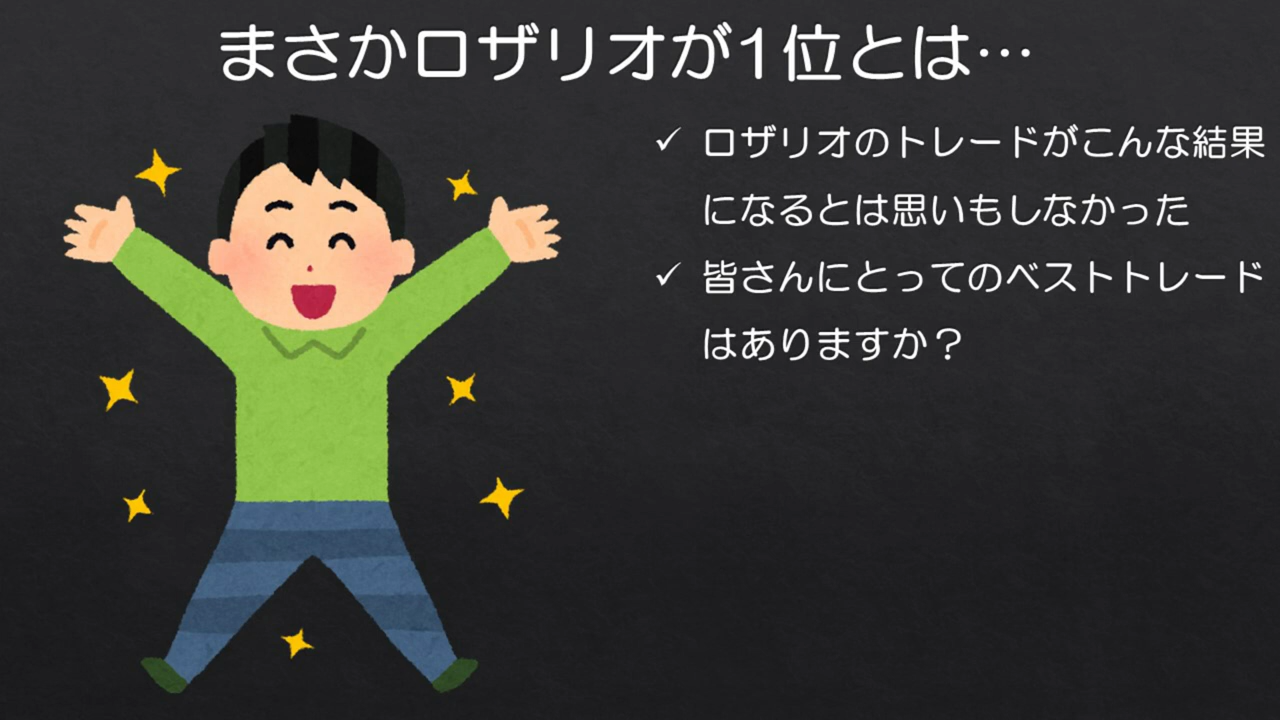 まさかロザリオが1位とは…
✓ ロザリオのトレードがこんな結果
になるとは思いもしなかった
✓ 皆さんにとってのベストトレード
はありますか？